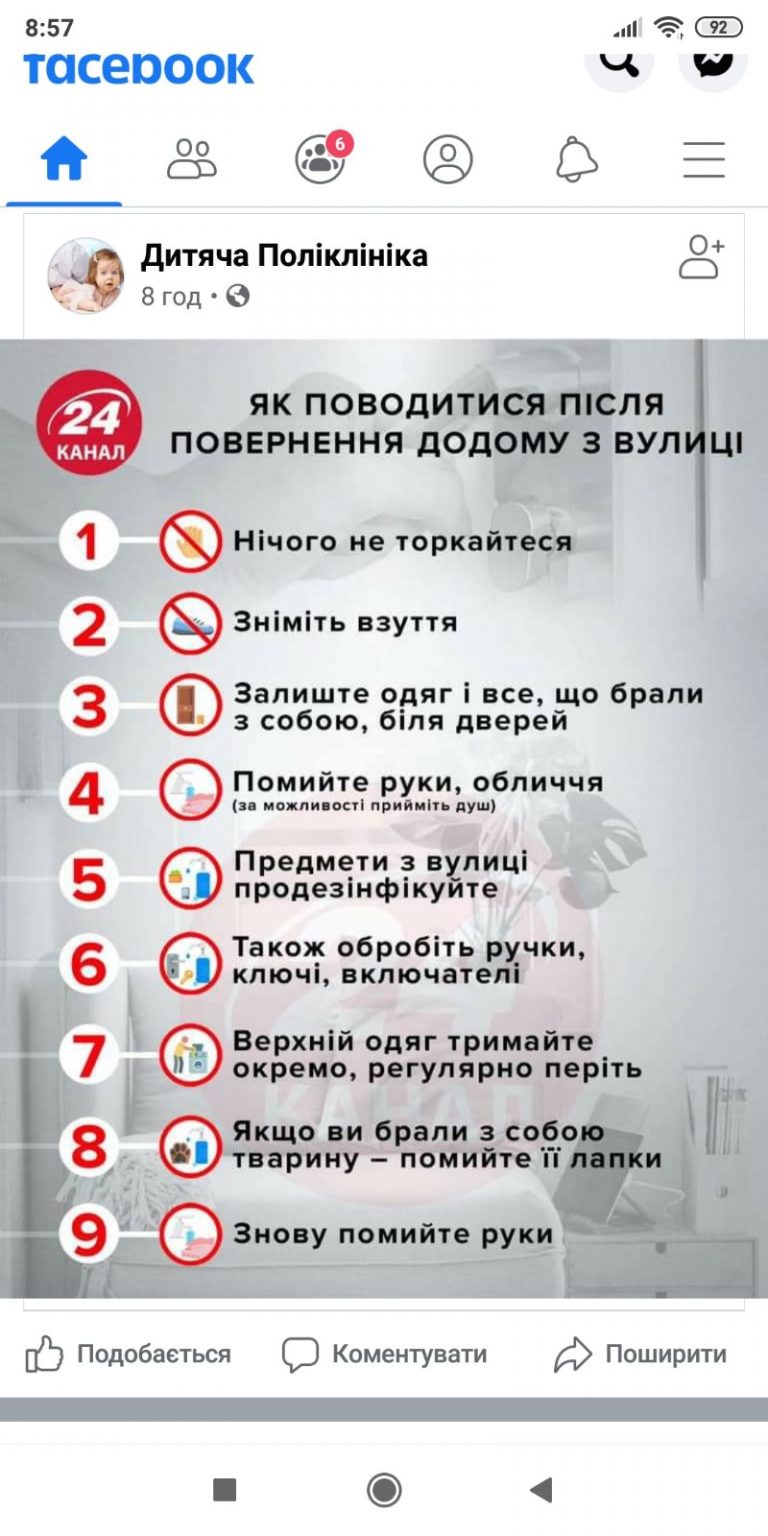 8:57
92
facebook
6
Дитяча Поліклініка
8 год •
24
КАНАЛ
ЯК ПОВОДИТИСЯ ПІСЛЯ
ПОВЕРНЕННЯ ДОДОМУ З ВУЛИЦІ
1 Нічого не торкайтеся
2 Зніміть взуття
3 Залиште одяг і все, що брали
з собою, біля дверей
4 Помийте руки, обличчя
(за можливості прийміть душ)
5 Предмети з вулиці
продезінфікуйте
6 Також обробіть ручки,
ключі, включателі
7 Верхній одяг тримайте
окремо, регулярно періть
8 Якщо ви брали з собою
тварину – помийте її лапки
9 Знову помийте руки
24
КАНАЛ
Подобається Коментувати Поширити